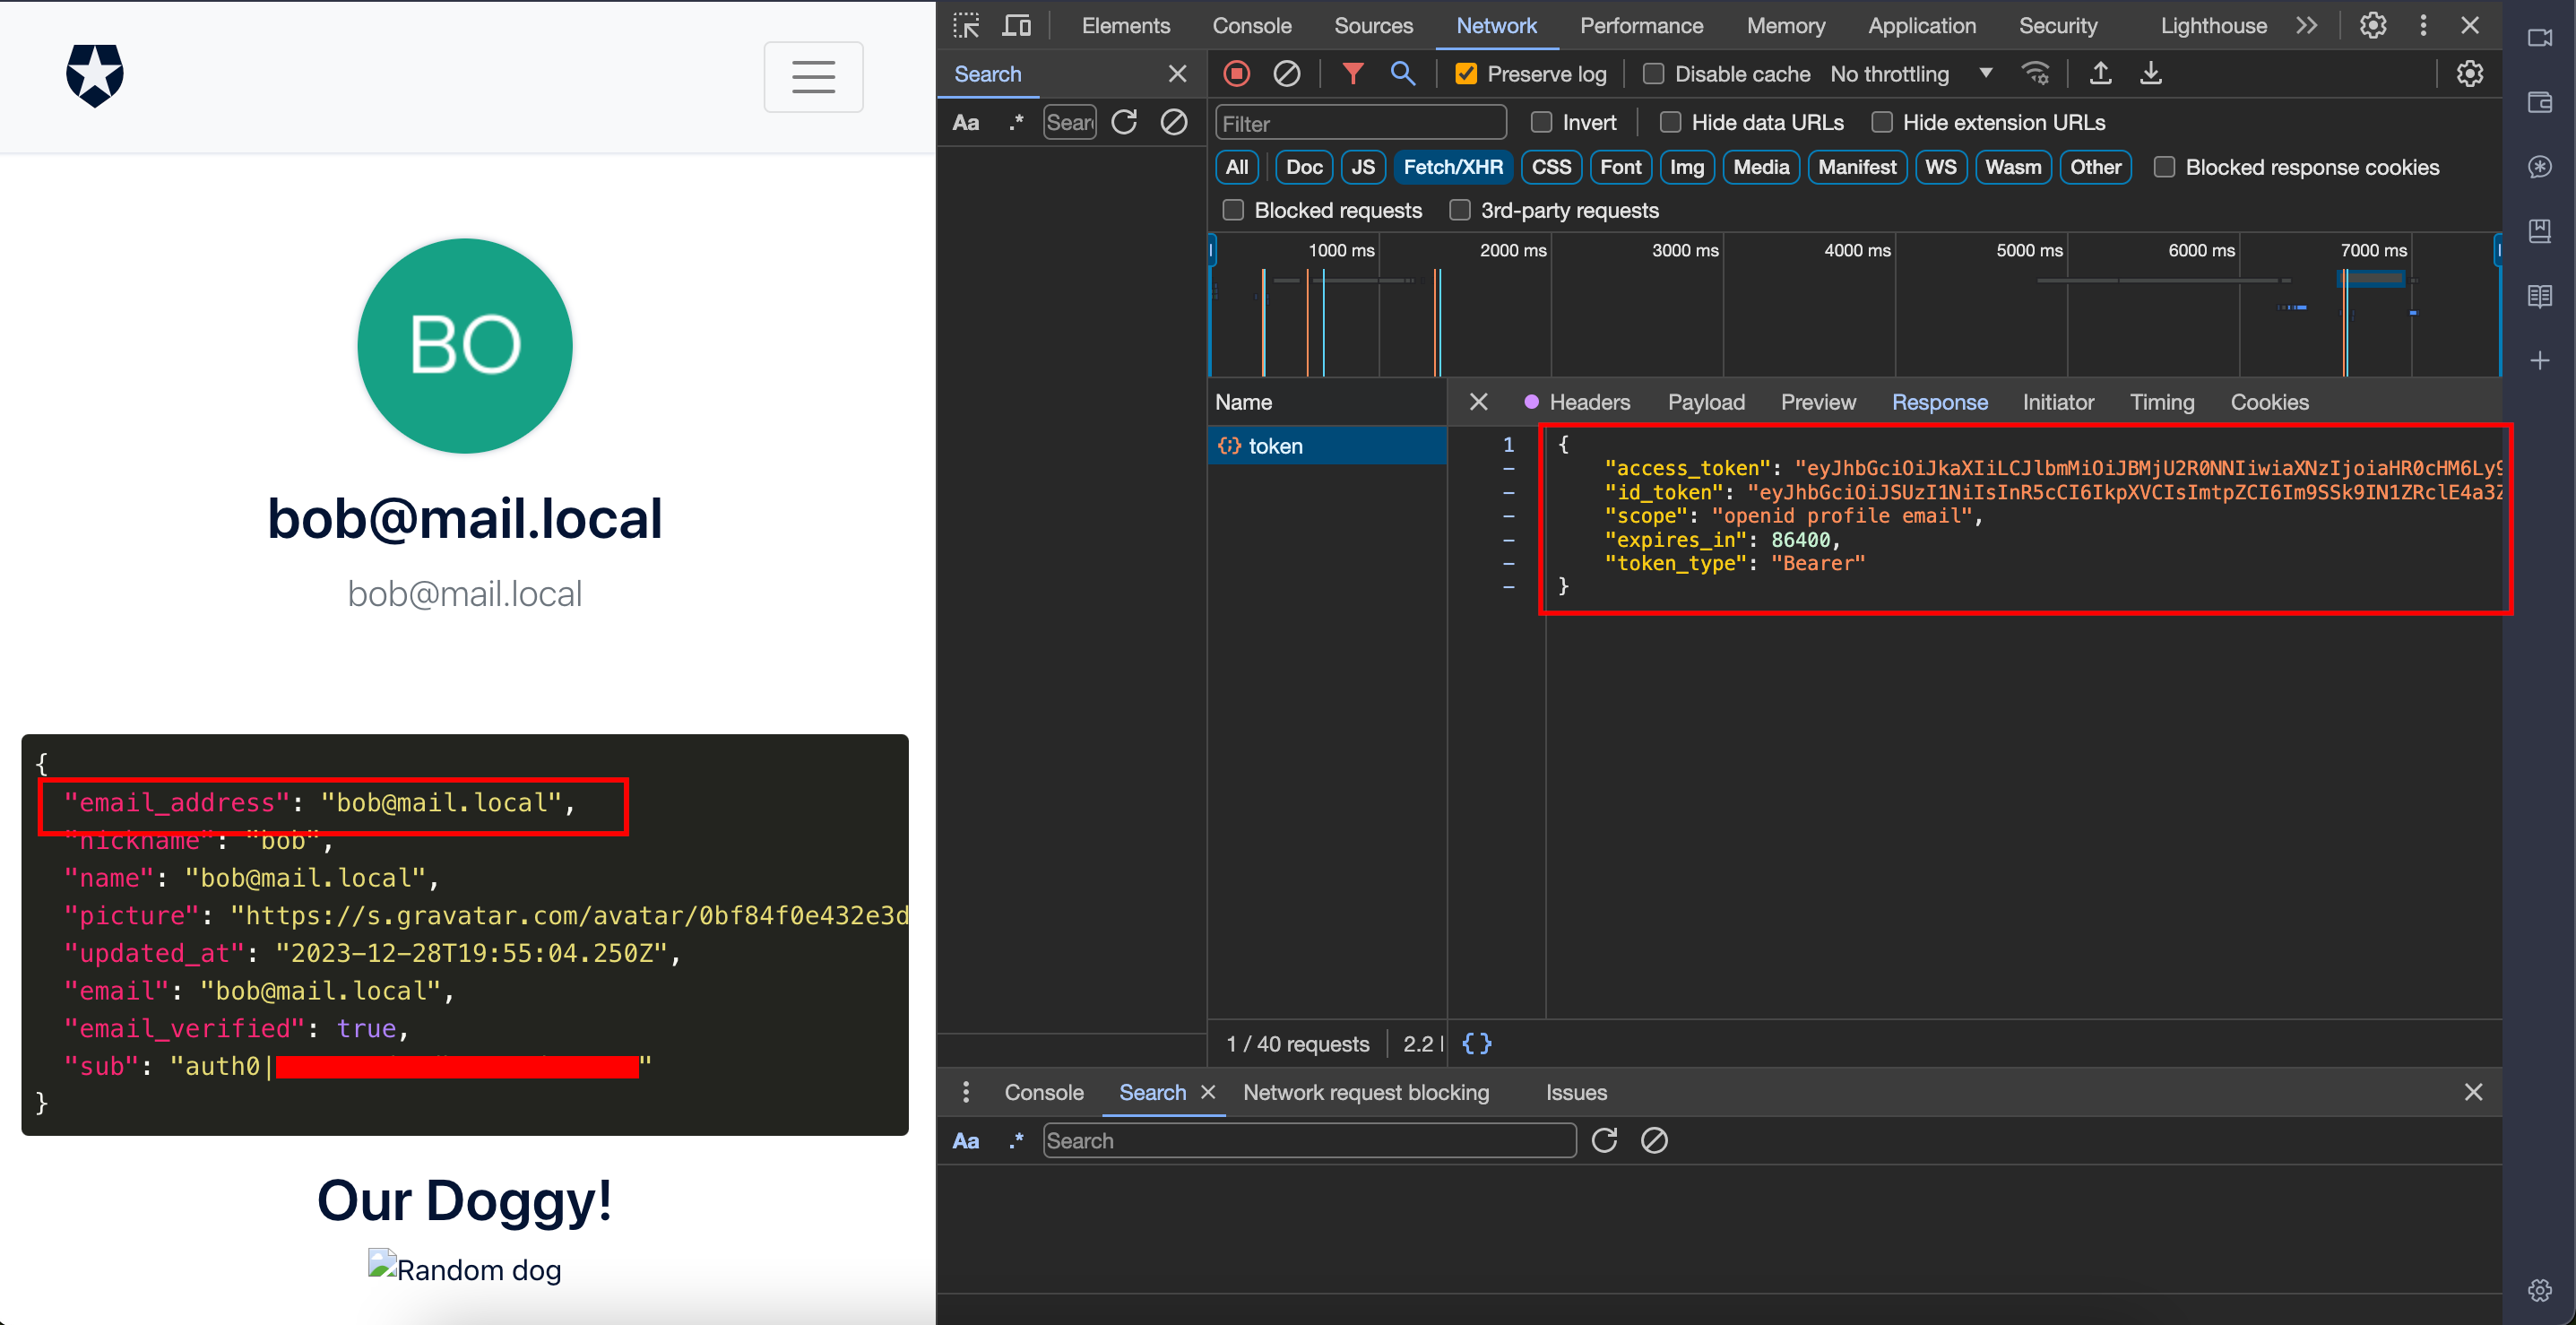 BO
bob@mail.local
bob@mail.local
{
"email_address": "bob@mail.local",
"nickname": "bob",
"name": "bob@mail.local",
"picture": "https://s.gravatar.com/avatar/0bf84f0e432e3d
"updated_at": "2023-12-28T19:55:04.250Z",
"email": "bob@mail.local",
"email_verified": true,
"sub": "auth0|"
}
Our Doggy!
Random dog
Elements Console Sources Network Performance Memory Application Security Lighthouse
Search
Preserve log Disable cache No throttling
Aa .* Sear
Filter Invert Hide data URLs Hide extension URLs
All Doc JS Fetch/XHR CSS Font Img Media Manifest WS Wasm Other Blocked response cookies
Blocked requests 3rd-party requests
1000 ms 2000 ms 3000 ms 4000 ms 5000 ms 6000 ms 7000 ms
Name
token
Headers Payload Preview Response Initiator Timing Cookies
1 {
"access_token": "eyJhbGciOiJkaXIiLCJlbmMiOiJBMjU2R0NNIiwiaXNzIjoiaHR0cHM6Ly9
"id_token": "eyJhbGciOiJSUzI1NiIsInR5cCI6IkpXVCIsImtpZCI6Im9SSk9IN1ZRclE4a3Z
"scope": "openid profile email",
"expires_in": 86400,
"token_type": "Bearer"
}
1 / 40 requests 2.2 {}
Console Search Network request blocking Issues
Aa .* Search